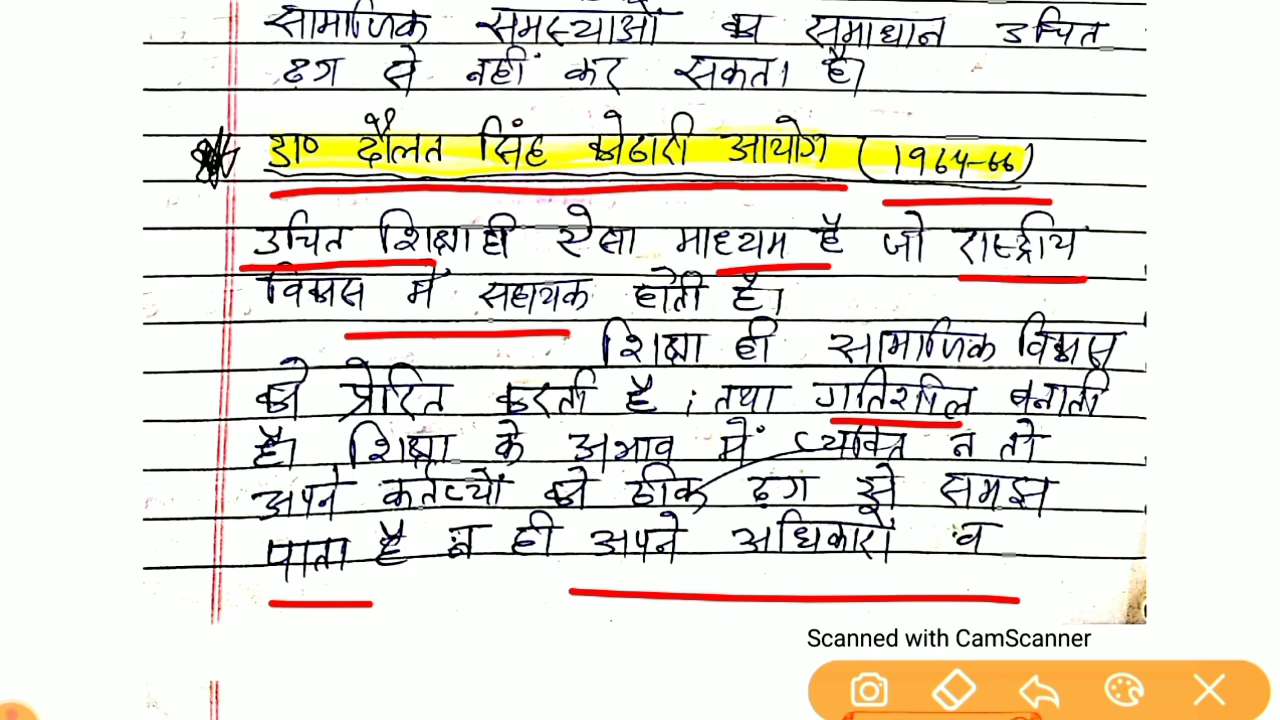 सामाजिक समस्याओं का समाधान उचित
ढंग से नहीं कर सकता है।
डा० दौलत सिंह कोठारी आयोग (1964-66)
उचित शिक्षा ही ऐसा माध्यम है जो राष्ट्रीय
विकास में सहायक होती है।
शिक्षा ही सामाजिक विकास
को प्रेरित करती है ; तथा गतिशील बनाती
है। शिक्षा के अभाव में व्यक्ति न तो
अपने कर्तव्यों को ठीक ढंग से समझ
पाता है न ही अपने अधिकारों व
Scanned with CamScanner